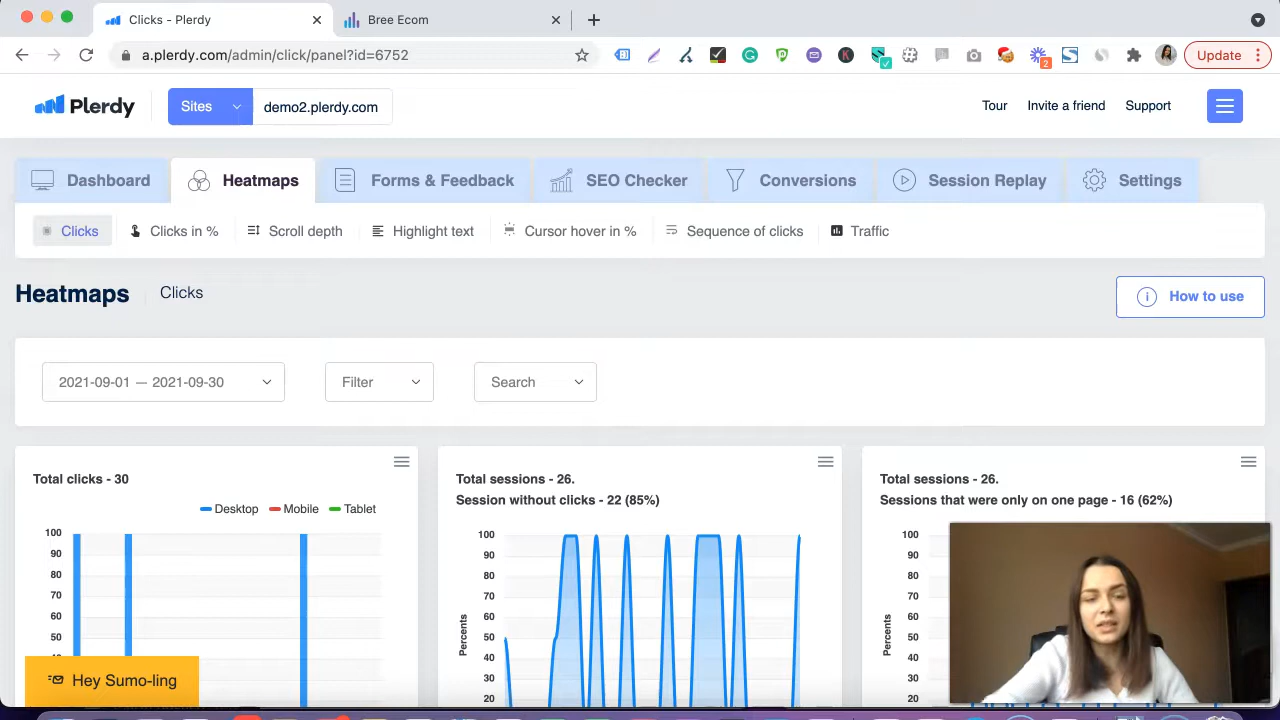 Clicks - Plerdy
Bree Ecom
a.plerdy.com/admin/click/panel?id=6752
2
Update
Plerdy
Sites
demo2.plerdy.com
Tour
Invite a friend
Support
Dashboard
Heatmaps
Forms & Feedback
SEO Checker
Conversions
Session Replay
Settings
Clicks
Clicks in %
Scroll depth
Highlight text
Cursor hover in %
Sequence of clicks
Traffic
Heatmaps
Clicks
How to use
2021-09-01 — 2021-09-30
Filter
Search
Total clicks - 30
Desktop
Mobile
Tablet
100
90
80
70
60
50
Hey Sumo-ling
Total sessions - 26.
Session without clicks - 22 (85%)
100
90
80
70
60
50
40
30
20
Percents
Total sessions - 26.
Sessions that were only on one page - 16 (62%)
100
90
80
70
60
50
40
30
20
Percents